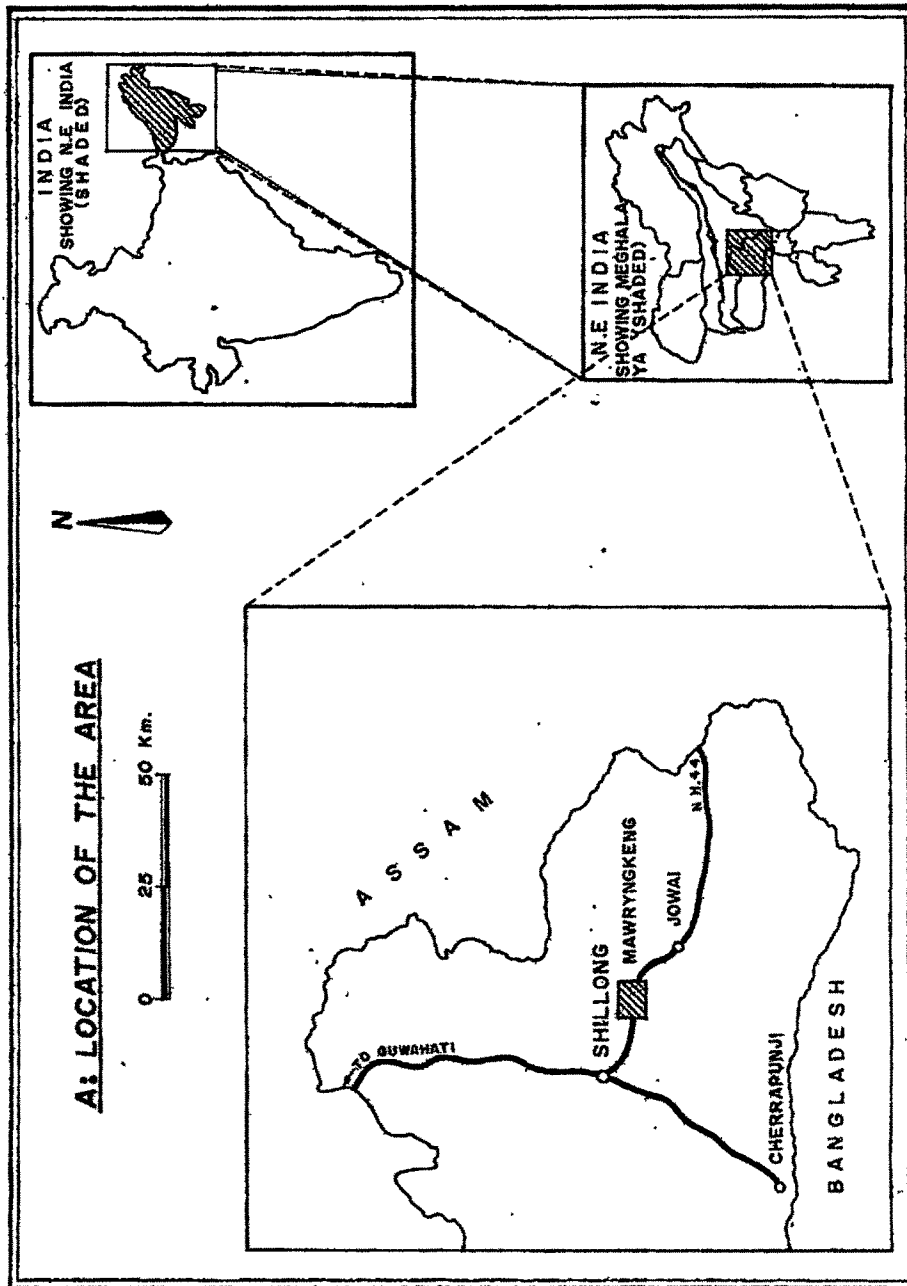 A: LOCATION OF THE AREA
0 25 50 Km.
N
INDIA
SHOWING N.E INDIA
(SHADED)
N.E INDIA
SHOWING MEGHALA
YA (SHADED)
ASSAM
TO GUWAHATI
SHILLONG
MAWRYNGKENG
JOWAI
N H.44
CHERRAPUNJI
BANGLADESH